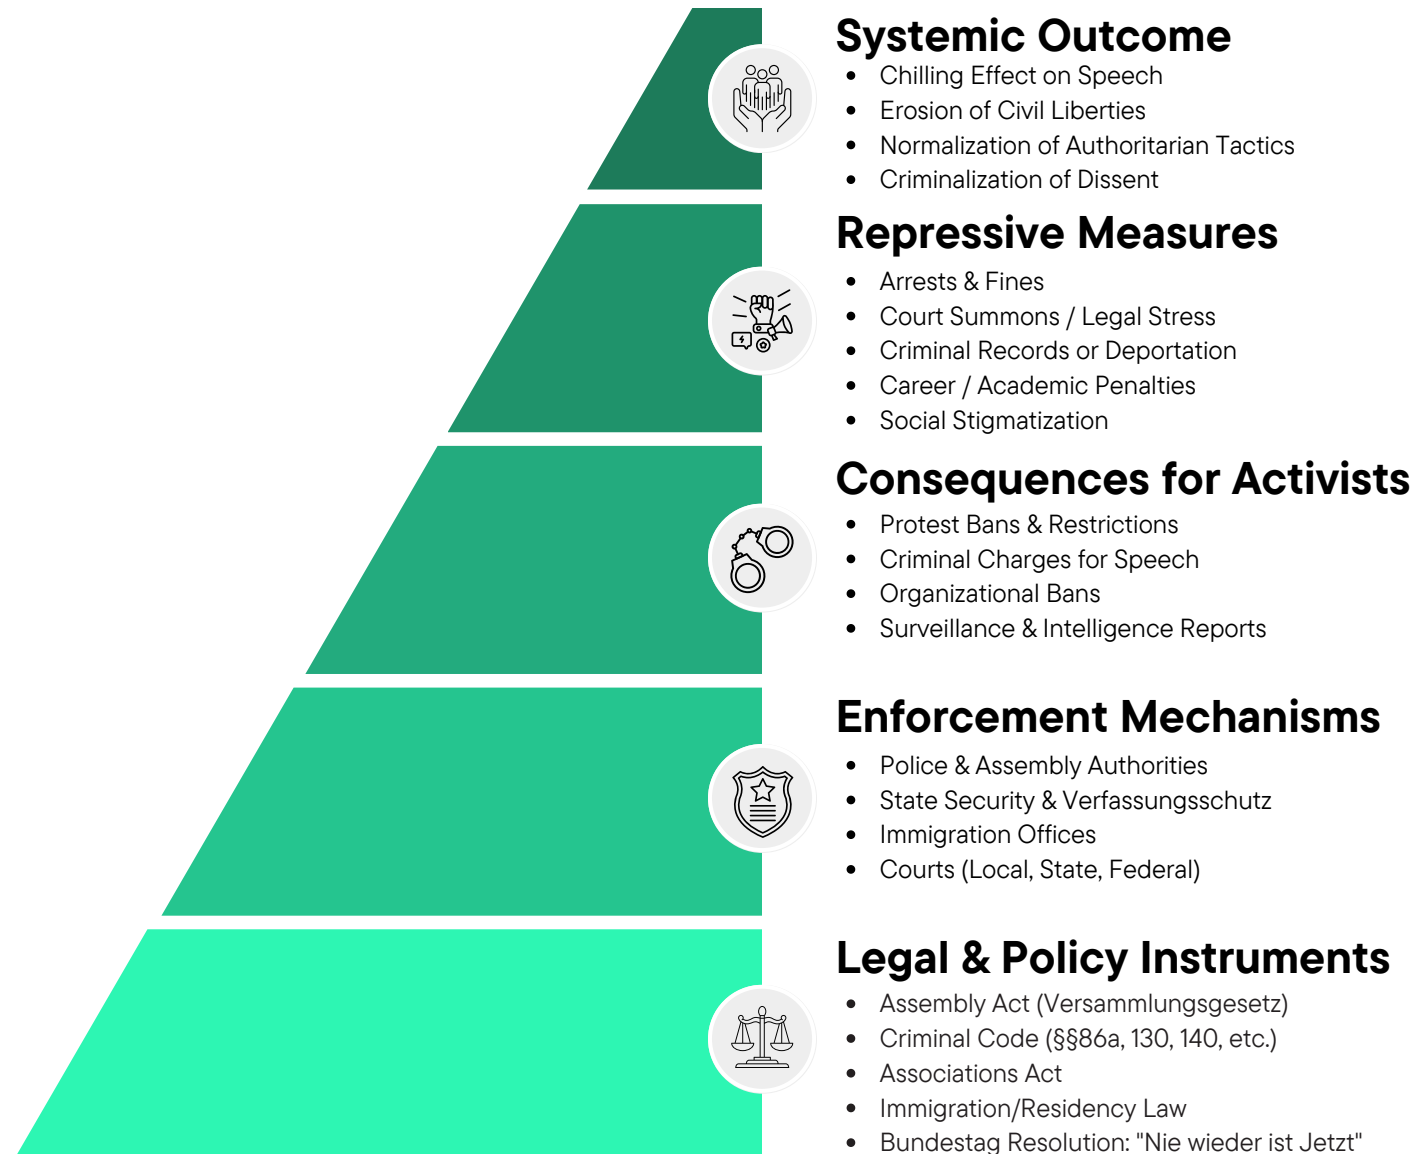 Systemic Outcome
• Chilling Effect on Speech
• Erosion of Civil Liberties
• Normalization of Authoritarian Tactics
• Criminalization of Dissent
Repressive Measures
• Arrests & Fines
• Court Summons / Legal Stress
• Criminal Records or Deportation
• Career / Academic Penalties
• Social Stigmatization
Consequences for Activists
• Protest Bans & Restrictions
• Criminal Charges for Speech
• Organizational Bans
• Surveillance & Intelligence Reports
Enforcement Mechanisms
• Police & Assembly Authorities
• State Security & Verfassungsschutz
• Immigration Offices
• Courts (Local, State, Federal)
Legal & Policy Instruments
• Assembly Act (Versammlungsgesetz)
• Criminal Code (§§86a, 130, 140, etc.)
• Associations Act
• Immigration/Residency Law
• Bundestag Resolution: "Nie wieder ist Jetzt"